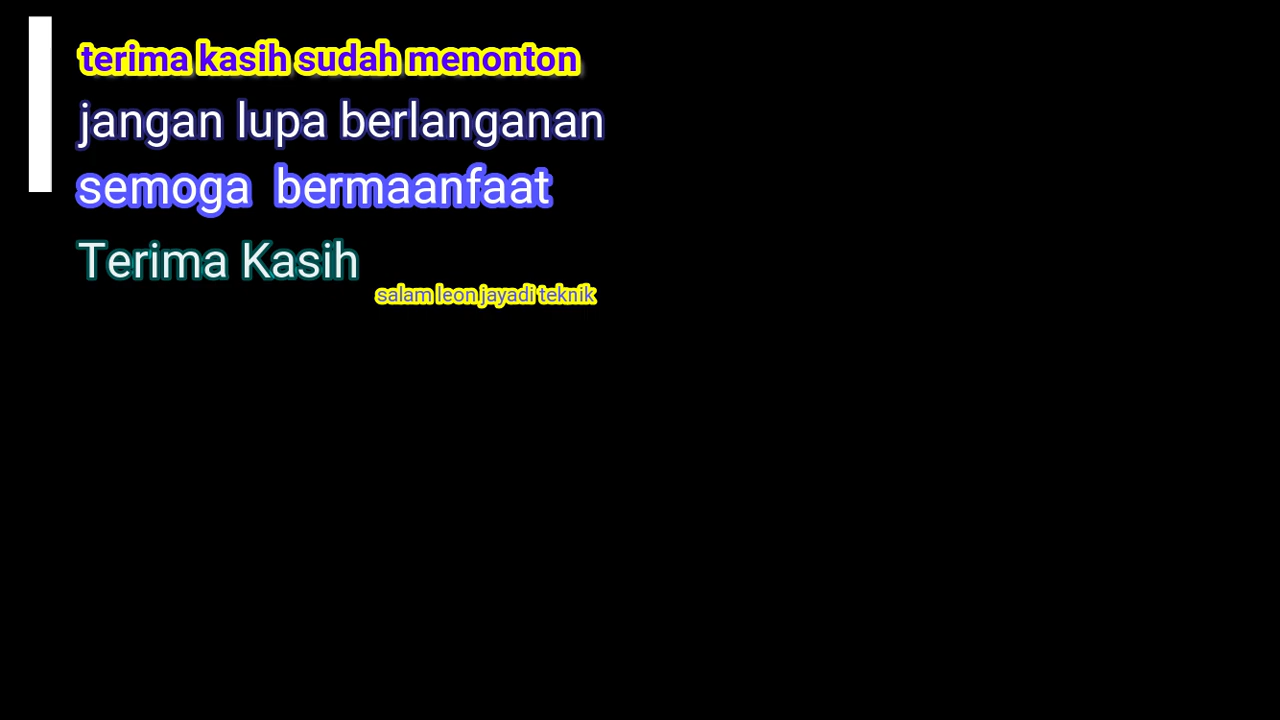 terima kasih sudah menonton
jangan lupa berlanganan
semoga  bermaanfaat
Terima Kasih
salam leon jayadi teknik